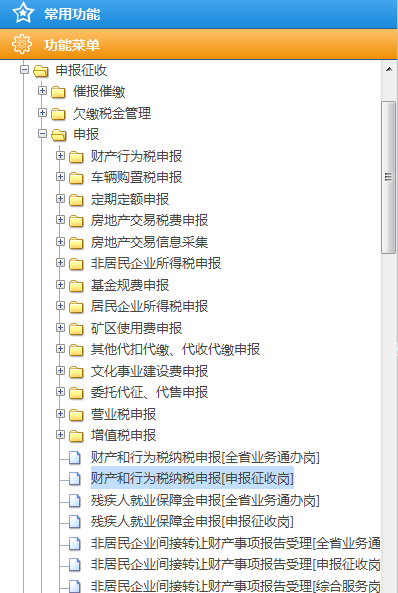 常用功能
功能菜单
申报征收
催报催缴
欠缴税金管理
申报
财产行为税申报
车辆购置税申报
定期定额申报
房地产交易税费申报
房地产交易信息采集
非居民企业所得税申报
基金规费申报
居民企业所得税申报
矿区使用费申报
其他代扣代缴、代收代缴申报
文化事业建设费申报
委托代征、代售申报
营业税申报
增值税申报
财产和行为税纳税申报[全省业务通办岗]
财产和行为税纳税申报[申报征收岗]
残疾人就业保障金申报[全省业务通办岗]
残疾人就业保障金申报[申报征收岗]
非居民企业间接转让财产事项报告受理[全省业务通
非居民企业间接转让财产事项报告受理[申报征收岗
非居民企业间接转让财产事项报告受理[综合服务岗